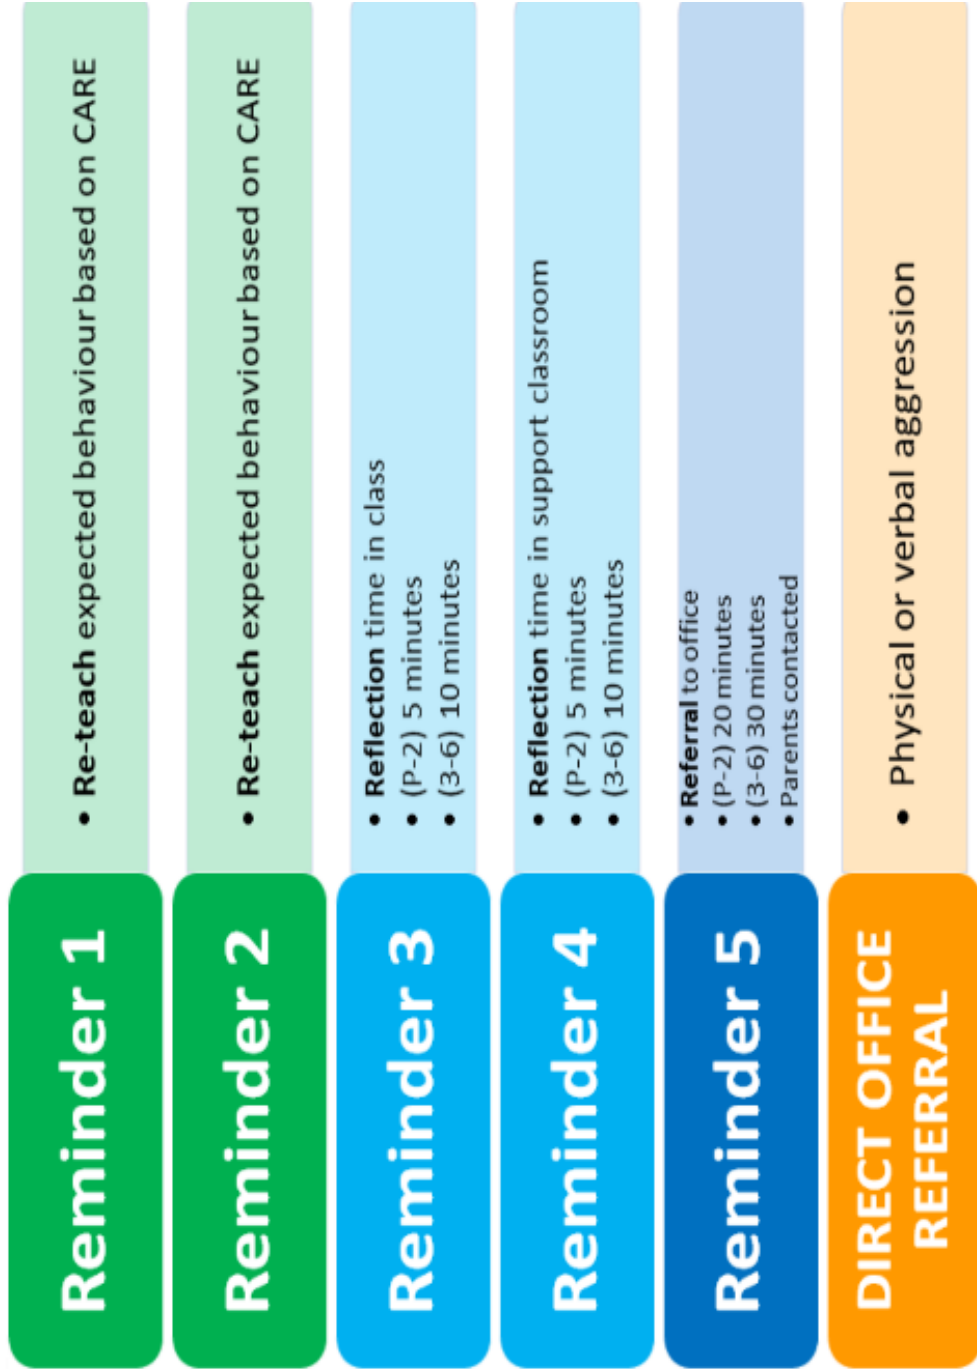 Reminder 1
• Re-teach expected behaviour based on CARE
Reminder 2
• Re-teach expected behaviour based on CARE
Reminder 3
• Reflection time in class
• (P-2) 5 minutes
• (3-6) 10 minutes
Reminder 4
• Reflection time in support classroom
• (P-2) 5 minutes
• (3-6) 10 minutes
Reminder 5
• Referral to office
• (P-2) 20 minutes
• (3-6) 30 minutes
• Parents contacted
DIRECT OFFICE
REFERRAL
• Physical or verbal aggression